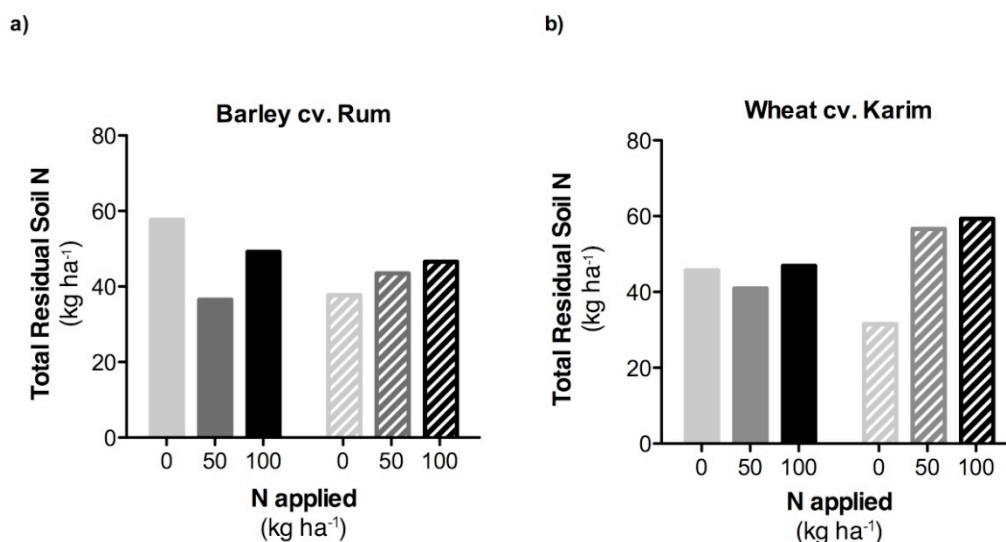 a)
Barley cv. Rum
Total Residual Soil N
(kg ha⁻¹)
80
60
40
20
0
0 50 100 0 50 100
N applied
(kg ha⁻¹)
b)
Wheat cv. Karim
Total Residual Soil N
(kg ha⁻¹)
80
60
40
20
0
0 50 100 0 50 100
N applied
(kg ha⁻¹)